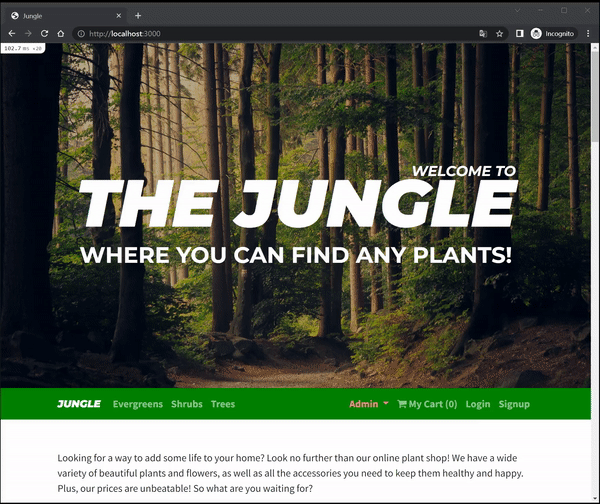 Jungle
http://localhost:3000
Incognito
102.7 ms ×20
WELCOME TO
THE JUNGLE
WHERE YOU CAN FIND ANY PLANTS!
JUNGLE Evergreens Shrubs Trees Admin My Cart (0) Login Signup
Looking for a way to add some life to your home? Look no further than our online plant shop! We have a wide
variety of beautiful plants and flowers, as well as all the accessories you need to keep them healthy and happy.
Plus, our prices are unbeatable! So what are you waiting for?